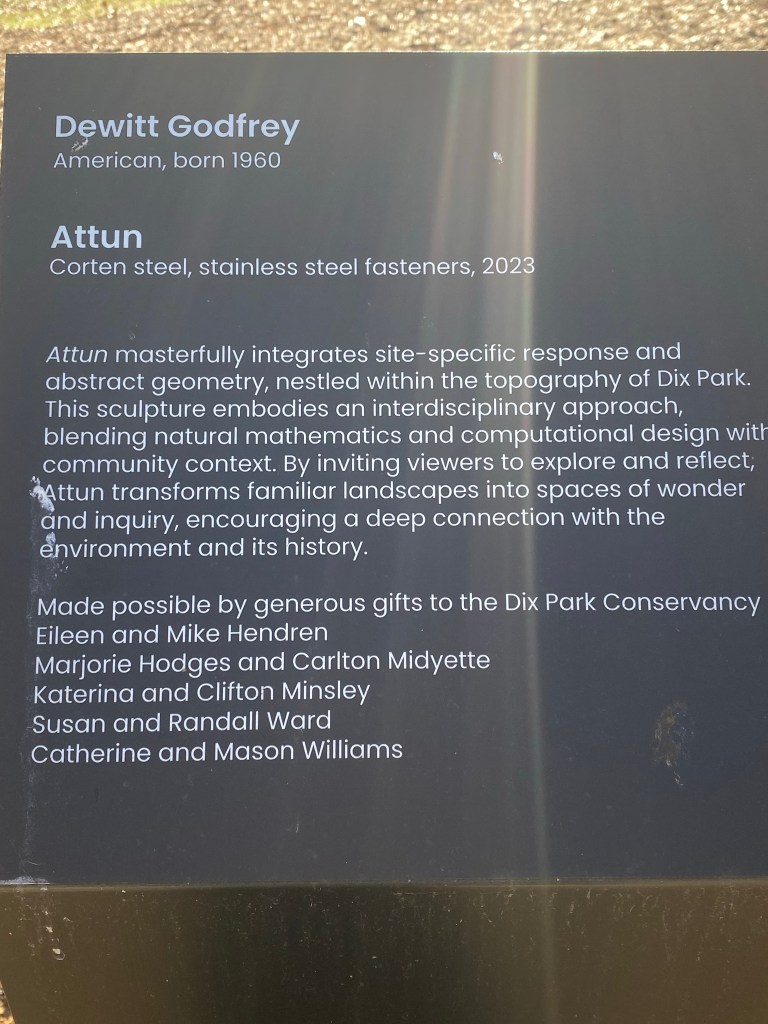 Dewitt Godfrey
American, born 1960
Attun
Corten steel, stainless steel fasteners, 2023
Attun masterfully integrates site-specific response and
abstract geometry, nestled within the topography of Dix Park.
This sculpture embodies an interdisciplinary approach,
blending natural mathematics and computational design with
community context. By inviting viewers to explore and reflect,
Attun transforms familiar landscapes into spaces of wonder
and inquiry, encouraging a deep connection with the
environment and its history.
Made possible by generous gifts to the Dix Park Conservancy
Eileen and Mike Hendren
Marjorie Hodges and Carlton Midyette
Katerina and Clifton Minsley
Susan and Randall Ward
Catherine and Mason Williams